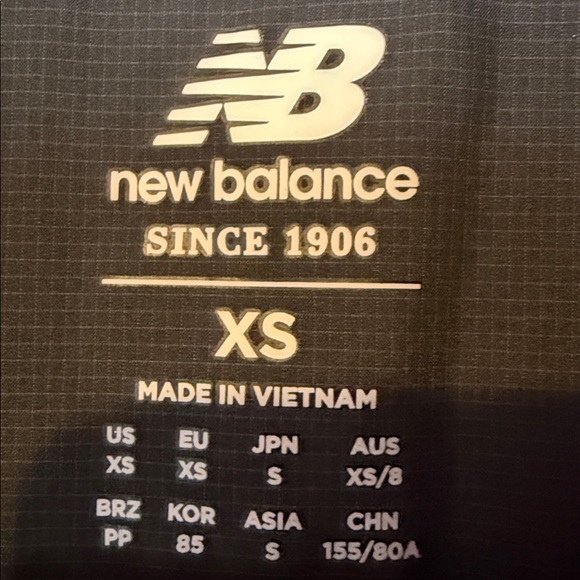 NB
new balance
SINCE 1906
XS
MADE IN VIETNAM
US EU JPN AUS
XS XS S XS/8
BRZ KOR ASIA CHN
PP 85 S 155/80A